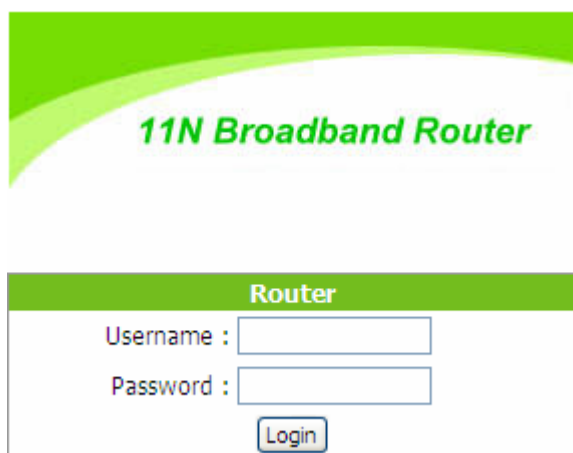 11N Broadband Router
Router
Username :
Password :
Login